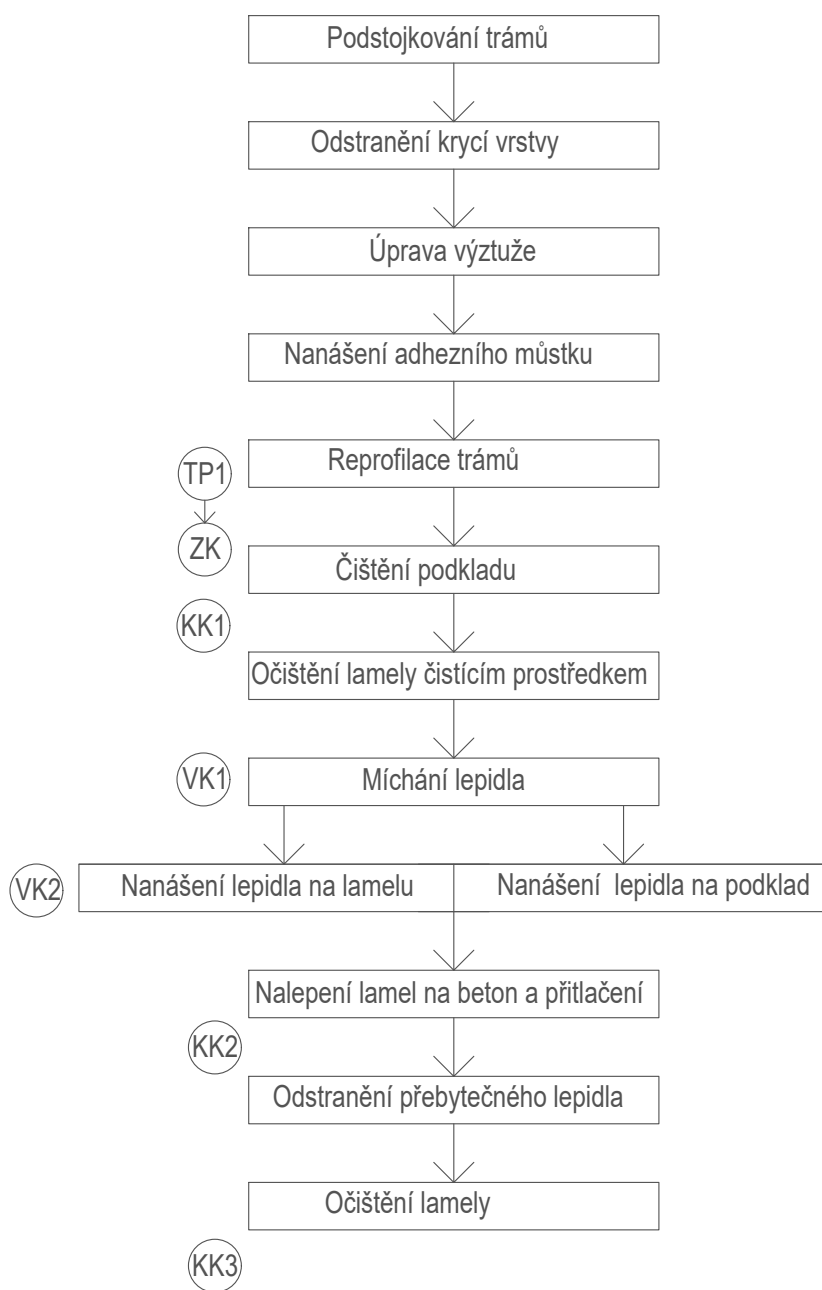 Podstojkování trámů
Odstranění krycí vrstvy
Úprava výztuže
Nanášení adhezního můstku
Reprofilace trámů
TP1
ZK
Čištění podkladu
KK1
Očištění lamely čistícím prostředkem
VK1
Míchání lepidla
VK2
Nanášení lepidla na lamelu
Nanášení lepidla na podklad
Nalepení lamel na beton a přitlačení
KK2
Odstranění přebytečného lepidla
Očištění lamely
KK3